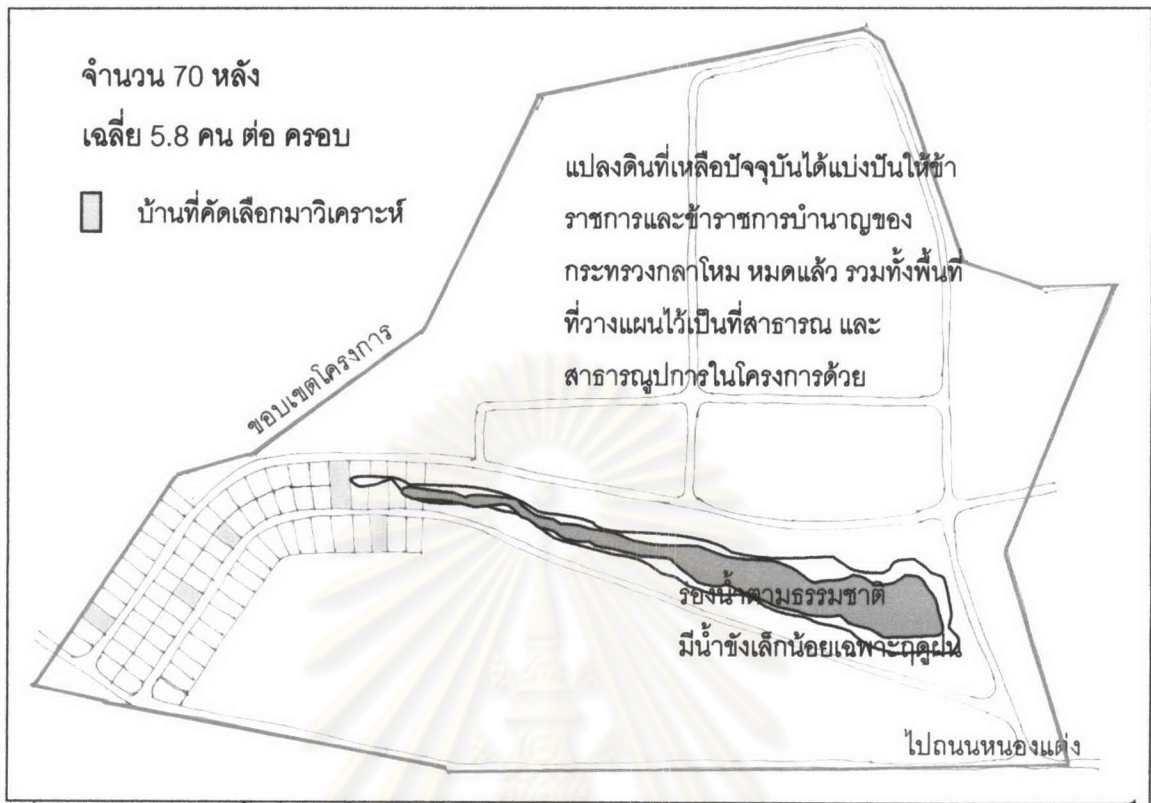 จำนวน 70 หลัง
เฉลี่ย 5.8 คน ต่อ ครอบ
บ้านที่คัดเลือกมาวิเคราะห์
แปลงดินที่เหลือปัจจุบันได้แบ่งปันให้ข้า
ราชการและข้าราชการบำนาญของ
กระทรวงกลาโหม หมดแล้ว รวมทั้งพื้นที่
ที่วางแผนไว้เป็นที่สาธารณ และ
สาธารณูปการในโครงการด้วย
ขอบเขตโครงการ
ร่องน้ำตามธรรมชาติ
มีน้ำขังเล็กน้อยเฉพาะฤดูฝน
ไปถนนหนองแต่ง